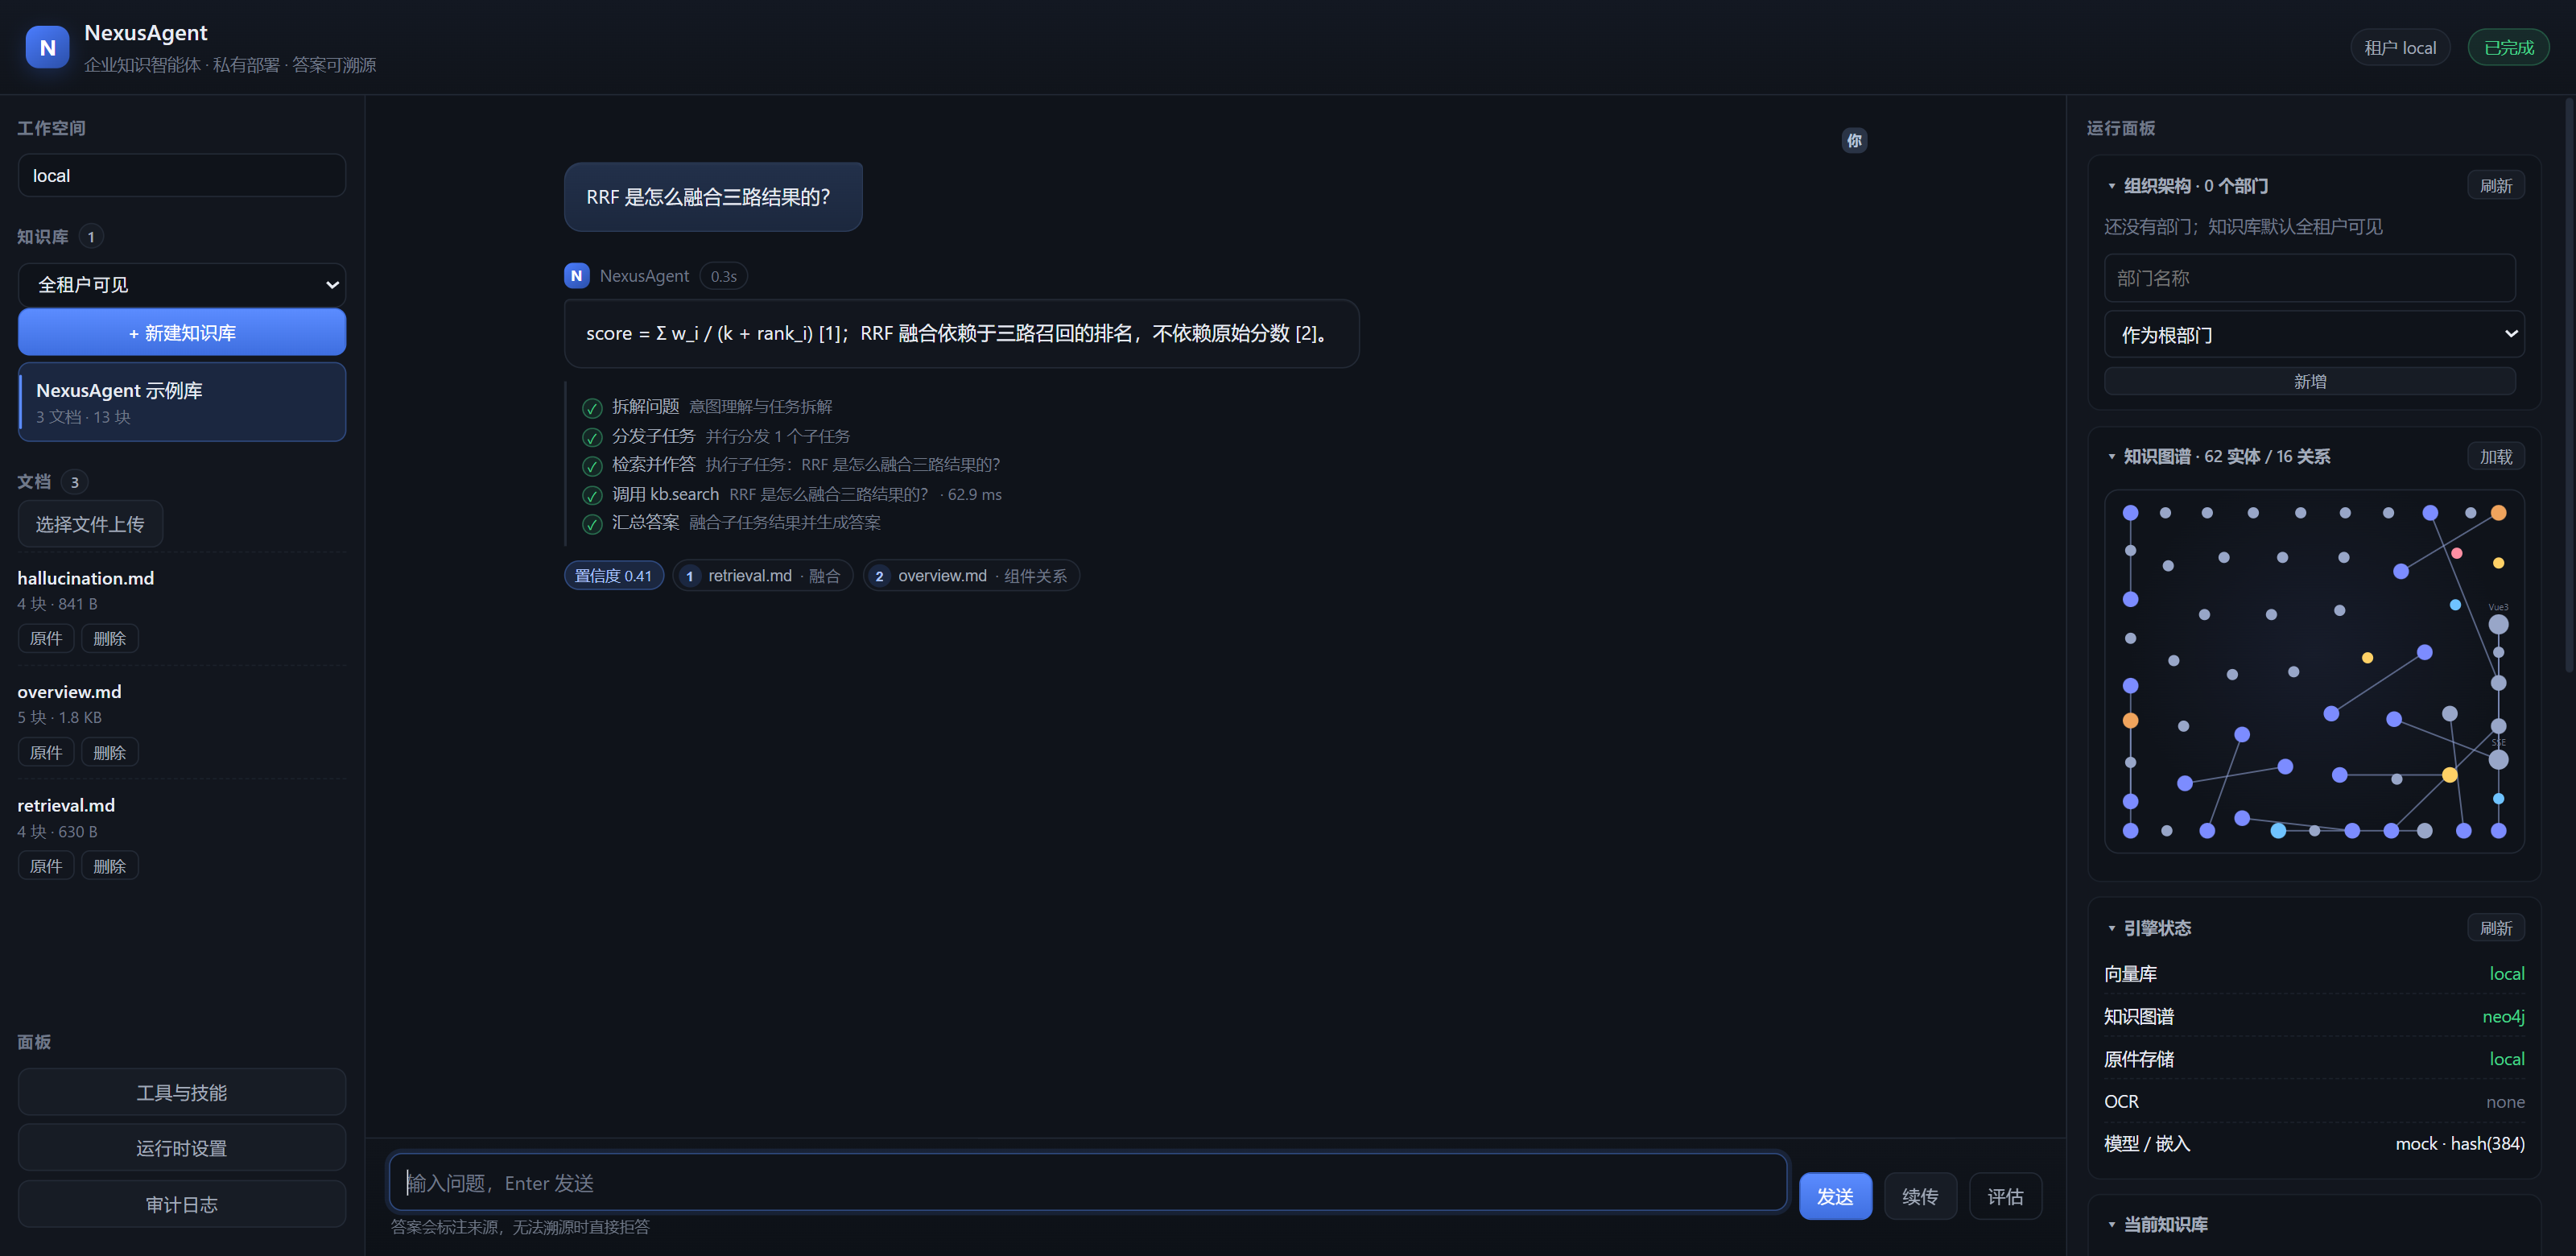 N
NexusAgent
企业知识智能体 · 私有部署 · 答案可溯源
租户 local
已完成
工作空间
local
知识库 1
全租户可见
+ 新建知识库
NexusAgent 示例库
3 文档 · 13 块
文档 3
选择文件上传
hallucination.md
4 块 · 841 B
原件 删除
overview.md
5 块 · 1.8 KB
原件 删除
retrieval.md
4 块 · 630 B
原件 删除
面板
工具与技能
运行时设置
审计日志
你
RRF 是怎么融合三路结果的？
N NexusAgent 0.3s
score = Σ w_i / (k + rank_i) [1]；RRF 融合依赖于三路召回的排名，不依赖原始分数 [2]。
✓ 拆解问题 意图理解与任务拆解
✓ 分发子任务 并行分发 1 个子任务
✓ 检索并作答 执行子任务：RRF 是怎么融合三路结果的？
✓ 调用 kb.search RRF 是怎么融合三路结果的？ · 62.9 ms
✓ 汇总答案 融合子任务结果并生成答案
置信度 0.41 1 retrieval.md · 融合 2 overview.md · 组件关系
输入问题，Enter 发送
发送 续传 评估
答案会标注来源，无法溯源时直接拒答
运行面板
▾ 组织架构 · 0 个部门 刷新
还没有部门；知识库默认全租户可见
部门名称
作为根部门
新增
▾ 知识图谱 · 62 实体 / 16 关系 加载
Vue3
SSE
▾ 引擎状态 刷新
向量库 local
知识图谱 neo4j
原件存储 local
OCR none
模型 / 嵌入 mock · hash(384)
▾ 当前知识库